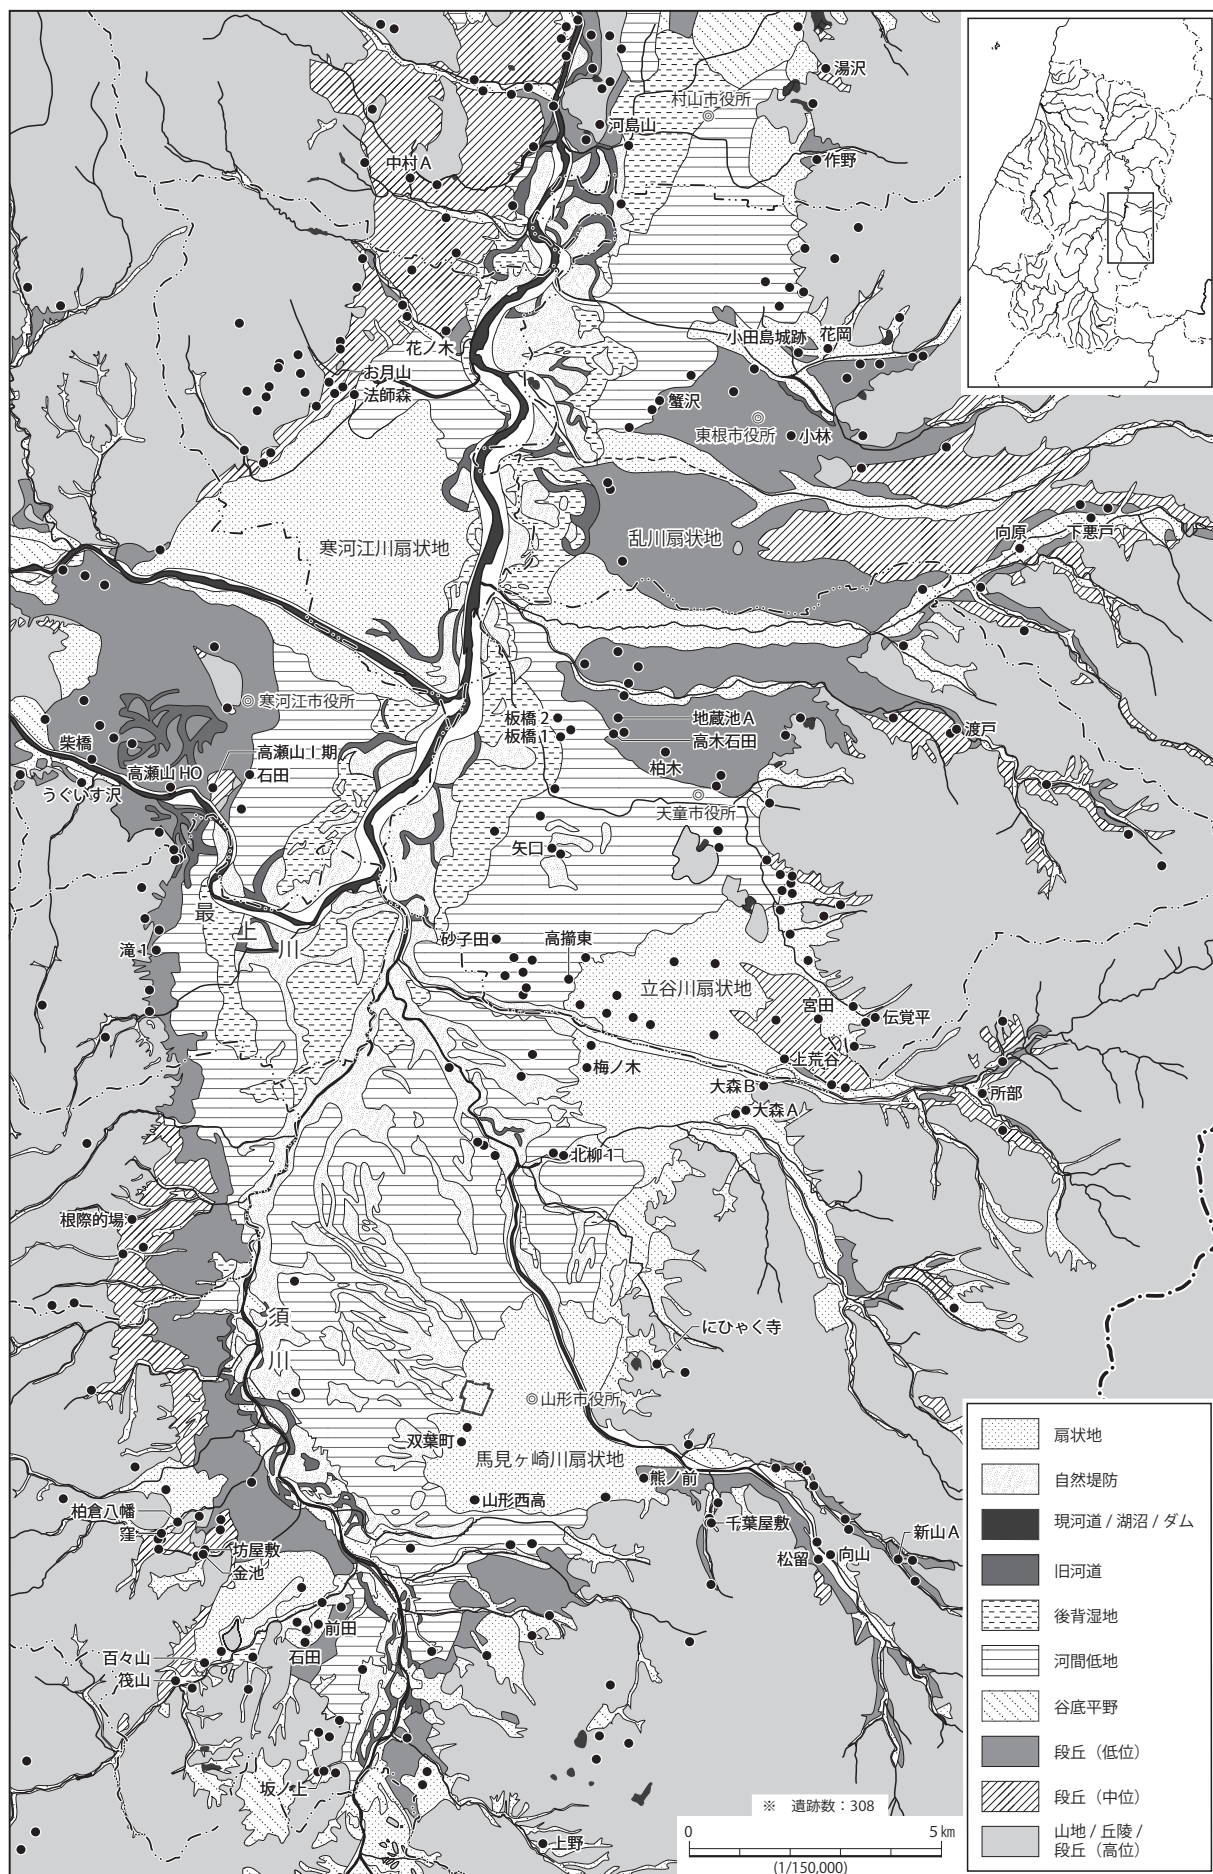 湯沢
村山市役所
河島山
中村A
作野
小田島城跡
花岡
花ノ木
お月山
法師森
蟹沢
東根市役所
小林
寒河江川扇状地
乱川扇状地
向原
下悪戸
寒河江市役所
板橋2
板橋1
地蔵池A
高木石田
渡戸
柴橋
高瀬山HO
高瀬山Ⅰ期
石田
うぐいす沢
柏木
天童市役所
矢口
最
上
川
滝1
砂子田
高擶東
立谷川扇状地
宮田
伝覚平
上荒谷
梅ノ木
大森B
大森A
所部
北柳1
根際的場
須
川
にひゃく寺
山形市役所
双葉町
馬見ヶ崎川扇状地
熊ノ前
山形西高
千葉屋敷
新山A
松留
向山
柏倉八幡
窪
坊屋敷
金池
前田
石田
百々山
筏山
坂ノ上
上野
扇状地
自然堤防
現河道 / 湖沼 / ダム
旧河道
後背湿地
河間低地
谷底平野
段丘（低位）
段丘（中位）
山地 / 丘陵 /
段丘（高位）
※　遺跡数：308
0 5㎞
(1/150,000)